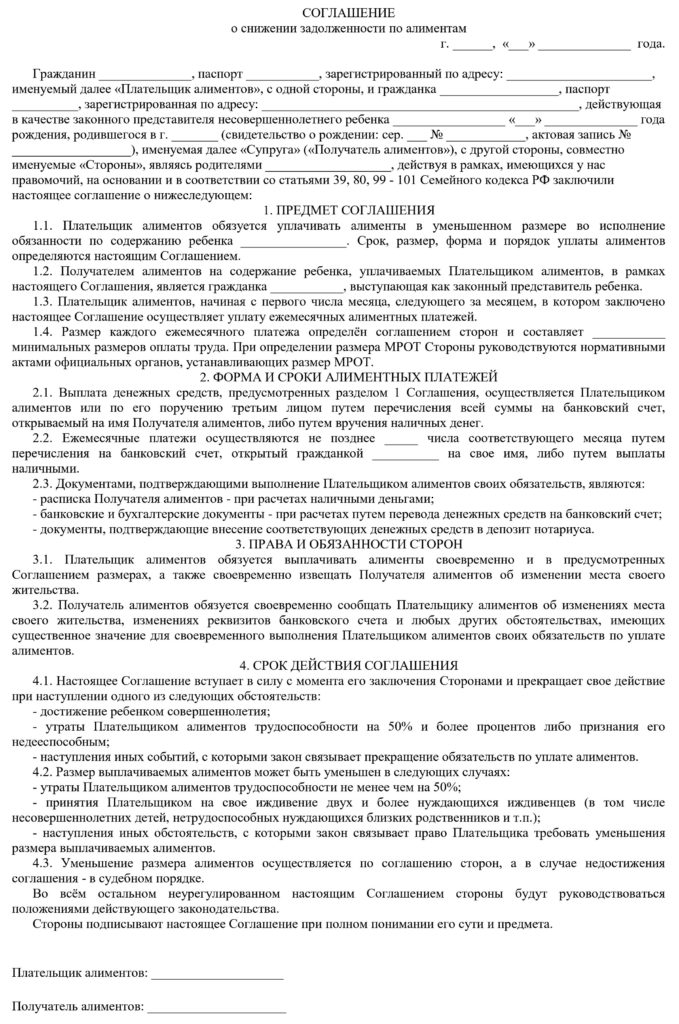 СОГЛАШЕНИЕ
о снижении задолженности по алиментам
г. ______, «___» ______________ года.
Гражданин ______________, паспорт ___________, зарегистрированный по адресу: ______________________,
именуемый далее «Плательщик алиментов», с одной стороны, и гражданка __________________, паспорт
__________, зарегистрированная по адресу: ________________________________________________, действующая
в качестве законного представителя несовершеннолетнего ребенка _________________ «___» ______________ года
рождения, родившегося в г. _______ (свидетельство о рождении: сер. ___ № ____________, актовая запись №
__________________), именуемая далее «Супруга» («Получатель алиментов»), с другой стороны, совместно
именуемые «Стороны», являясь родителями ___________________, действуя в рамках, имеющихся у нас
правомочий, на основании и в соответствии со статьями 39, 80, 99 - 101 Семейного кодекса РФ заключили
настоящее соглашение о нижеследующем:
1. ПРЕДМЕТ СОГЛАШЕНИЯ
1.1. Плательщик алиментов обязуется уплачивать алименты в уменьшенном размере во исполнение
обязанности по содержанию ребенка ________________. Срок, размер, форма и порядок уплаты алиментов
определяются настоящим Соглашением.
1.2. Получателем алиментов на содержание ребенка, уплачиваемых Плательщиком алиментов, в рамках
настоящего Соглашения, является гражданка ___________, выступающая как законный представитель ребенка.
1.3. Плательщик алиментов, начиная с первого числа месяца, следующего за месяцем, в котором заключено
настоящее Соглашение осуществляет уплату ежемесячных алиментных платежей.
1.4. Размер каждого ежемесячного платежа определён соглашением сторон и составляет ___________
минимальных размеров оплаты труда. При определении размера МРОТ Стороны руководствуются нормативными
актами официальных органов, устанавливающих размер МРОТ.
2. ФОРМА И СРОКИ АЛИМЕНТНЫХ ПЛАТЕЖЕЙ
2.1. Выплата денежных средств, предусмотренных разделом 1 Соглашения, осуществляется Плательщиком
алиментов или по его поручению третьим лицом путем перечисления всей суммы на банковский счет,
открываемый на имя Получателя алиментов, либо путем вручения наличных денег.
2.2. Ежемесячные платежи осуществляются не позднее _____ числа соответствующего месяца путем
перечисления на банковский счет, открытый гражданкой __________ на свое имя, либо путем выплаты
наличными.
2.3. Документами, подтверждающими выполнение Плательщиком алиментов своих обязательств, являются:
- расписка Получателя алиментов - при расчетах наличными деньгами;
- банковские и бухгалтерские документы - при расчетах путем перевода денежных средств на банковский счет;
- документы, подтверждающие внесение соответствующих денежных средств в депозит нотариуса.
3. ПРАВА И ОБЯЗАННОСТИ СТОРОН
3.1. Плательщик алиментов обязуется выплачивать алименты своевременно и в предусмотренных
Соглашением размерах, а также своевременно извещать Получателя алиментов об изменении места своего
жительства.
3.2. Получатель алиментов обязуется своевременно сообщать Плательщику алиментов об изменениях места
своего жительства, изменениях реквизитов банковского счета и любых других обстоятельствах, имеющих
существенное значение для своевременного выполнения Плательщиком алиментов своих обязательств по уплате
алиментов.
4. СРОК ДЕЙСТВИЯ СОГЛАШЕНИЯ
4.1. Настоящее Соглашение вступает в силу с момента его заключения Сторонами и прекращает свое действие
при наступлении одного из следующих обстоятельств:
- достижение ребенком совершеннолетия;
- утраты Плательщиком алиментов трудоспособности на 50% и более процентов либо признания его
недееспособным;
- наступления иных событий, с которыми закон связывает прекращение обязательств по уплате алиментов.
4.2. Размер выплачиваемых алиментов может быть уменьшен в следующих случаях:
- утраты Плательщиком алиментов трудоспособности не менее чем на 50%;
- принятия Плательщиком на свое иждивение двух и более нуждающихся иждивенцев (в том числе
несовершеннолетних детей, нетрудоспособных нуждающихся близких родственников и т.п.);
- наступления иных обстоятельств, с которыми закон связывает право Плательщика требовать уменьшения
размера выплачиваемых алиментов.
4.3. Уменьшение размера алиментов осуществляется по соглашению сторон, а в случае недостижения
соглашения - в судебном порядке.
Во всём остальном неурегулированном настоящим Соглашением стороны будут руководствоваться
положениями действующего законодательства.
Стороны подписывают настоящее Соглашение при полном понимании его сути и предмета.
Плательщик алиментов: ____________________
Получатель алиментов: _____________________